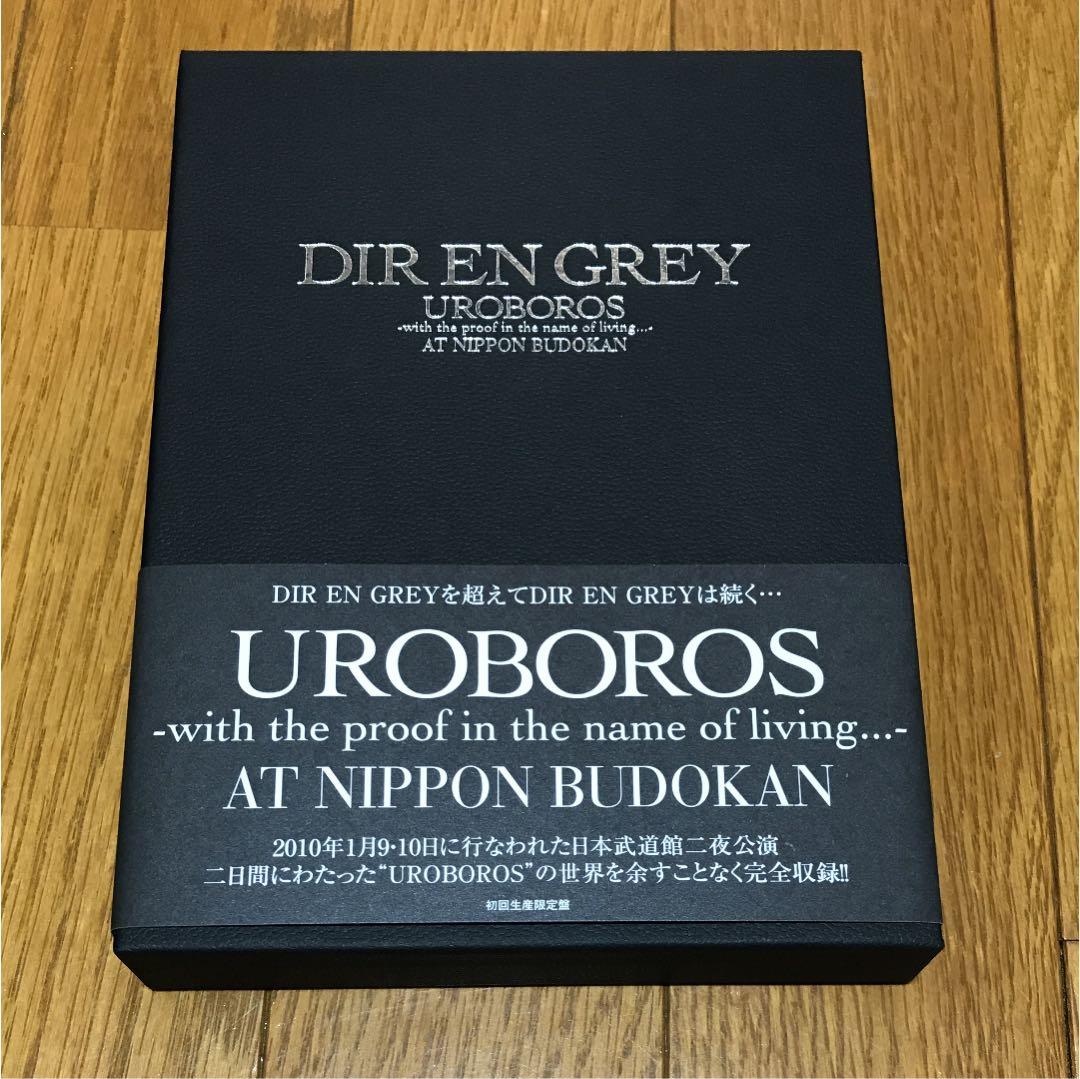 DIR EN GREY
UROBOROS
-with the proof in the name of living...-
AT NIPPON BUDOKAN
DIR EN GREYを超えてDIR EN GREYは続く…
UROBOROS
-with the proof in the name of living...-
AT NIPPON BUDOKAN
2010年1月9・10日に行なわれた日本武道館二夜公演
二日間にわたった“UROBOROS”の世界を余すことなく完全収録!!
初回生産限定盤